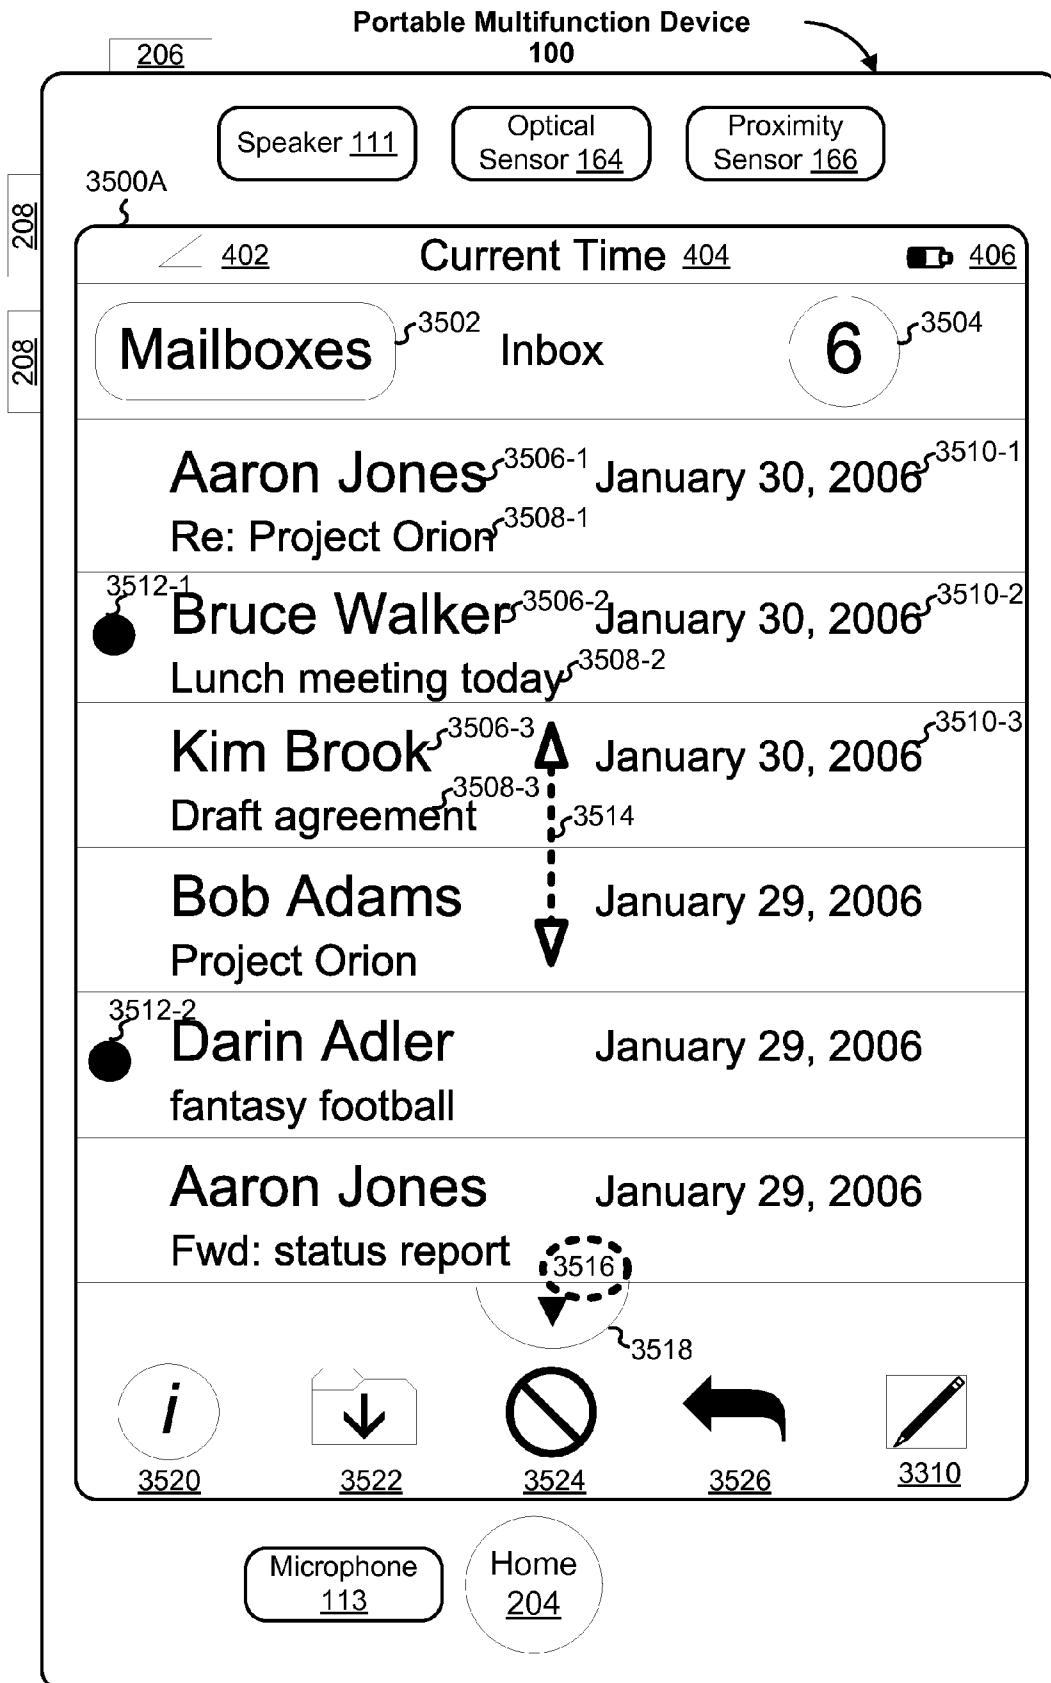 Portable Multifunction Device
100
206
Speaker 111
Optical
Sensor 164
Proximity
Sensor 166
208
3500A
402
Current Time 404
406
208
Mailboxes
3502
Inbox
6
3504
Aaron Jones
3506-1
January 30, 2006
3510-1
Re: Project Orion
3508-1
3512-1
Bruce Walker
3506-2
January 30, 2006
3510-2
Lunch meeting today
3508-2
Kim Brook
3506-3
January 30, 2006
3510-3
Draft agreement
3508-3
3514
Bob Adams
January 29, 2006
Project Orion
3512-2
Darin Adler
January 29, 2006
fantasy football
Aaron Jones
January 29, 2006
Fwd: status report
3516
3518
i
3520
3522
3524
3526
3310
Microphone
113
Home
204